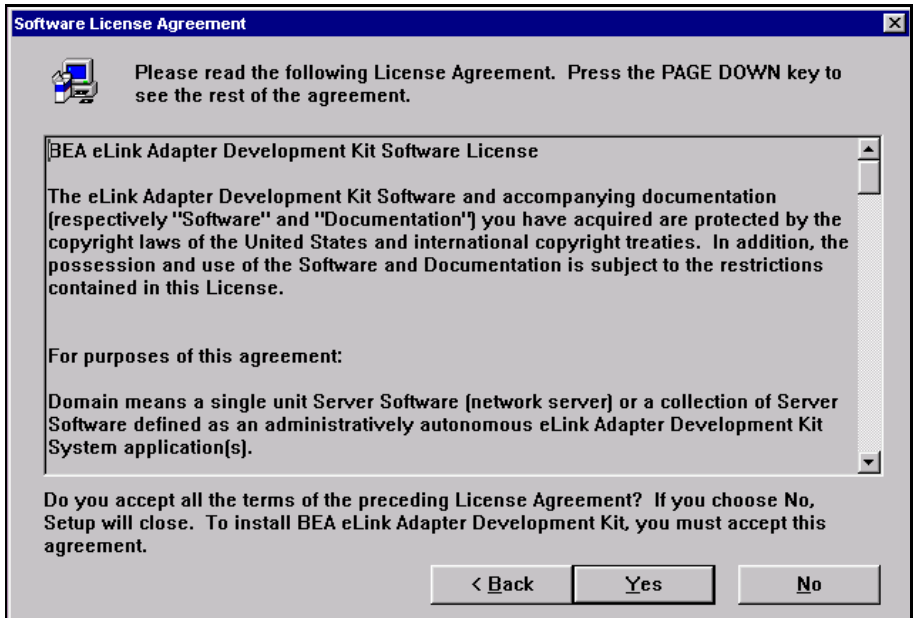 Software License Agreement
Please read the following License Agreement. Press the PAGE DOWN key to
see the rest of the agreement.
BEA eLink Adapter Development Kit Software License
The eLink Adapter Development Kit Software and accompanying documentation
(respectively "Software" and "Documentation") you have acquired are protected by the
copyright laws of the United States and international copyright treaties. In addition, the
possession and use of the Software and Documentation is subject to the restrictions
contained in this License.
For purposes of this agreement:
Domain means a single unit Server Software (network server) or a collection of Server
Software defined as an administratively autonomous eLink Adapter Development Kit
System application(s).
Do you accept all the terms of the preceding License Agreement? If you choose No,
Setup will close. To install BEA eLink Adapter Development Kit, you must accept this
agreement.
< Back
Yes
No